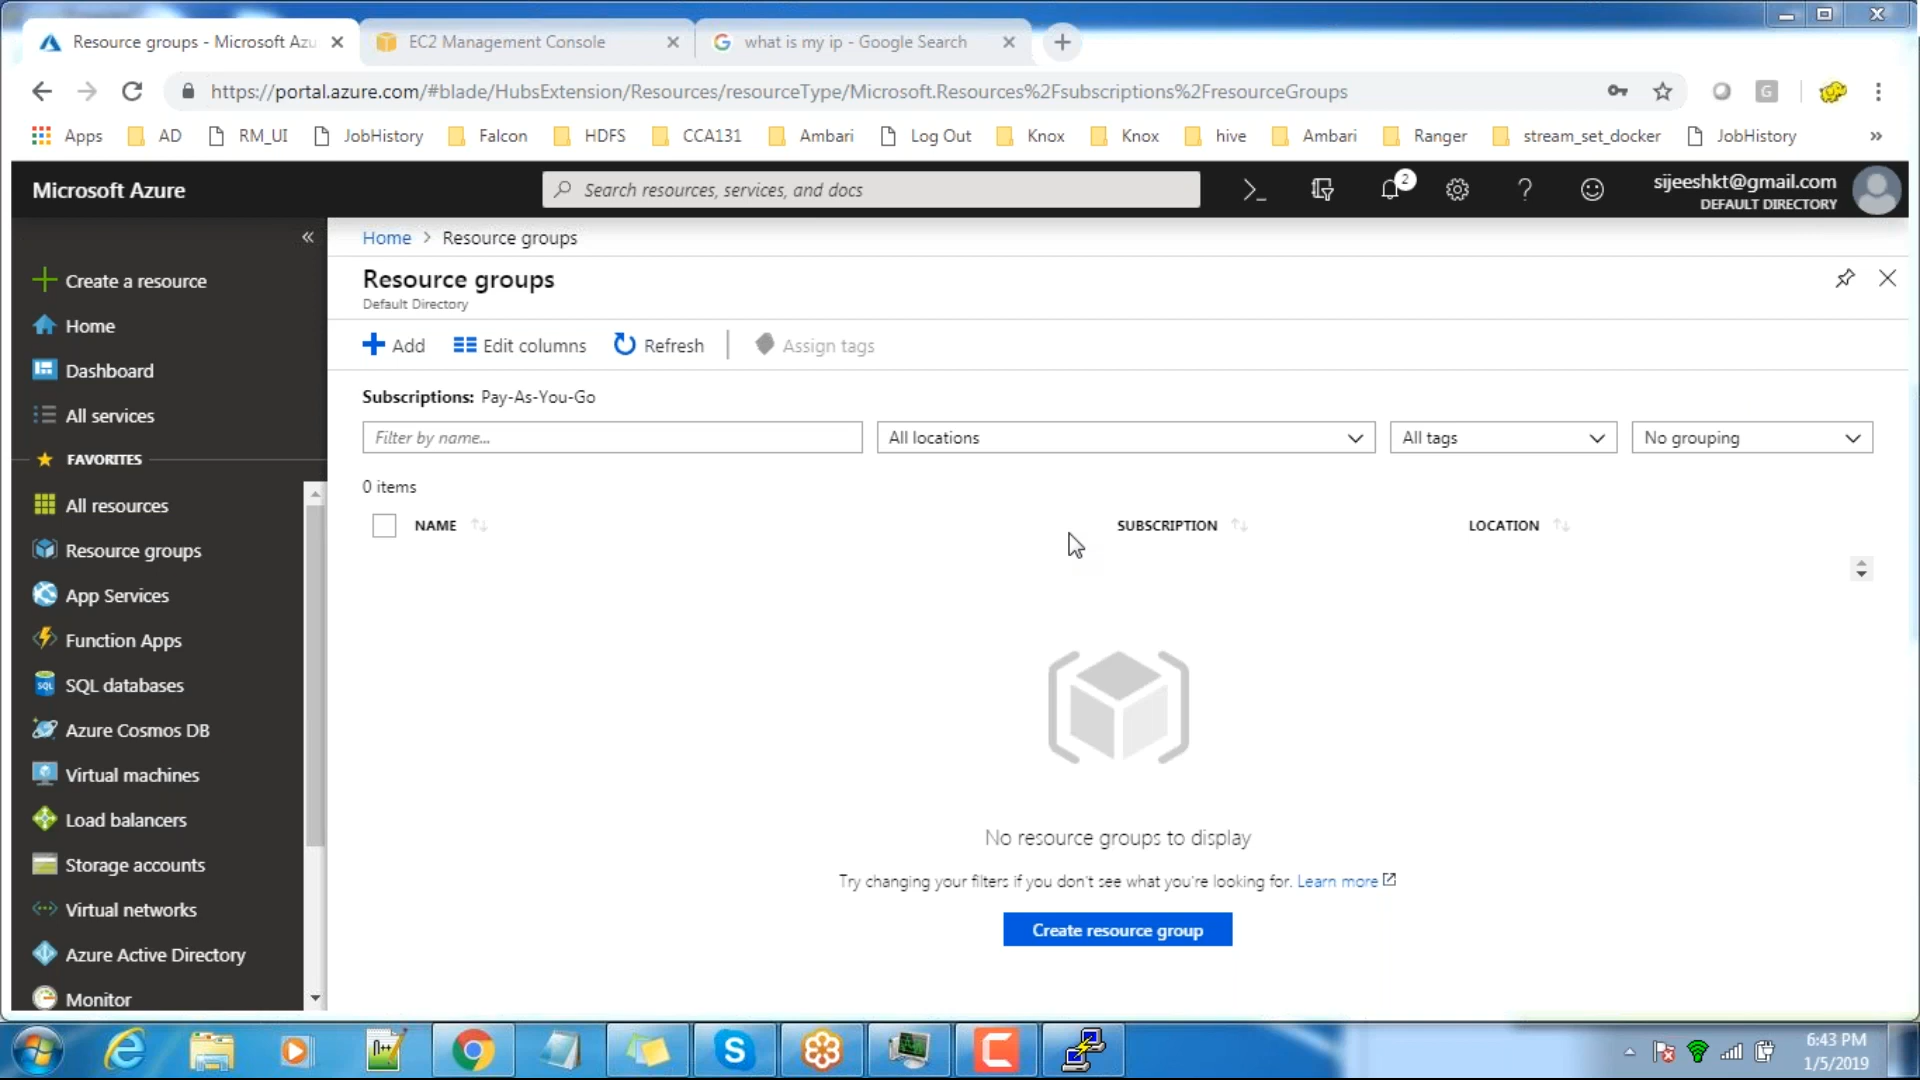 Resource groups - Microsoft Azu
EC2 Management Console
what is my ip - Google Search
https://portal.azure.com/#blade/HubsExtension/Resources/resourceType/Microsoft.Resources%2Fsubscriptions%2FresourceGroups
G
Apps AD RM_UI JobHistory Falcon HDFS CCA131 Ambari Log Out Knox Knox hive Ambari Ranger stream_set_docker JobHistory »
Microsoft Azure
Search resources, services, and docs
2
sijeeshkt@gmail.com
DEFAULT DIRECTORY
«
Create a resource
Home
Dashboard
All services
FAVORITES
All resources
Resource groups
App Services
Function Apps
SQL
SQL databases
Azure Cosmos DB
Virtual machines
Load balancers
Storage accounts
Virtual networks
Azure Active Directory
Monitor
Home > Resource groups
Resource groups
Default Directory
Add Edit columns Refresh Assign tags
Subscriptions: Pay-As-You-Go
Filter by name... All locations All tags No grouping
0 items
NAME SUBSCRIPTION LOCATION
No resource groups to display
Try changing your filters if you don't see what you're looking for. Learn more
Create resource group
6:43 PM
1/5/2019